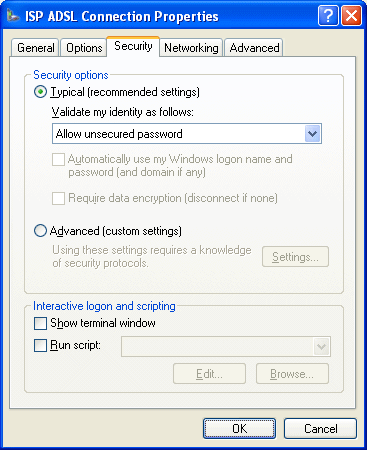 ISP ADSL Connection Properties
General Options Security Networking Advanced
Security options
Typical (recommended settings)
Validate my identity as follows:
Allow unsecured password
Automatically use my Windows logon name and
password (and domain if any)
Require data encryption (disconnect if none)
Advanced (custom settings)
Using these settings requires a knowledge
of security protocols.
Settings...
Interactive logon and scripting
Show terminal window
Run script:
Edit... Browse...
OK Cancel